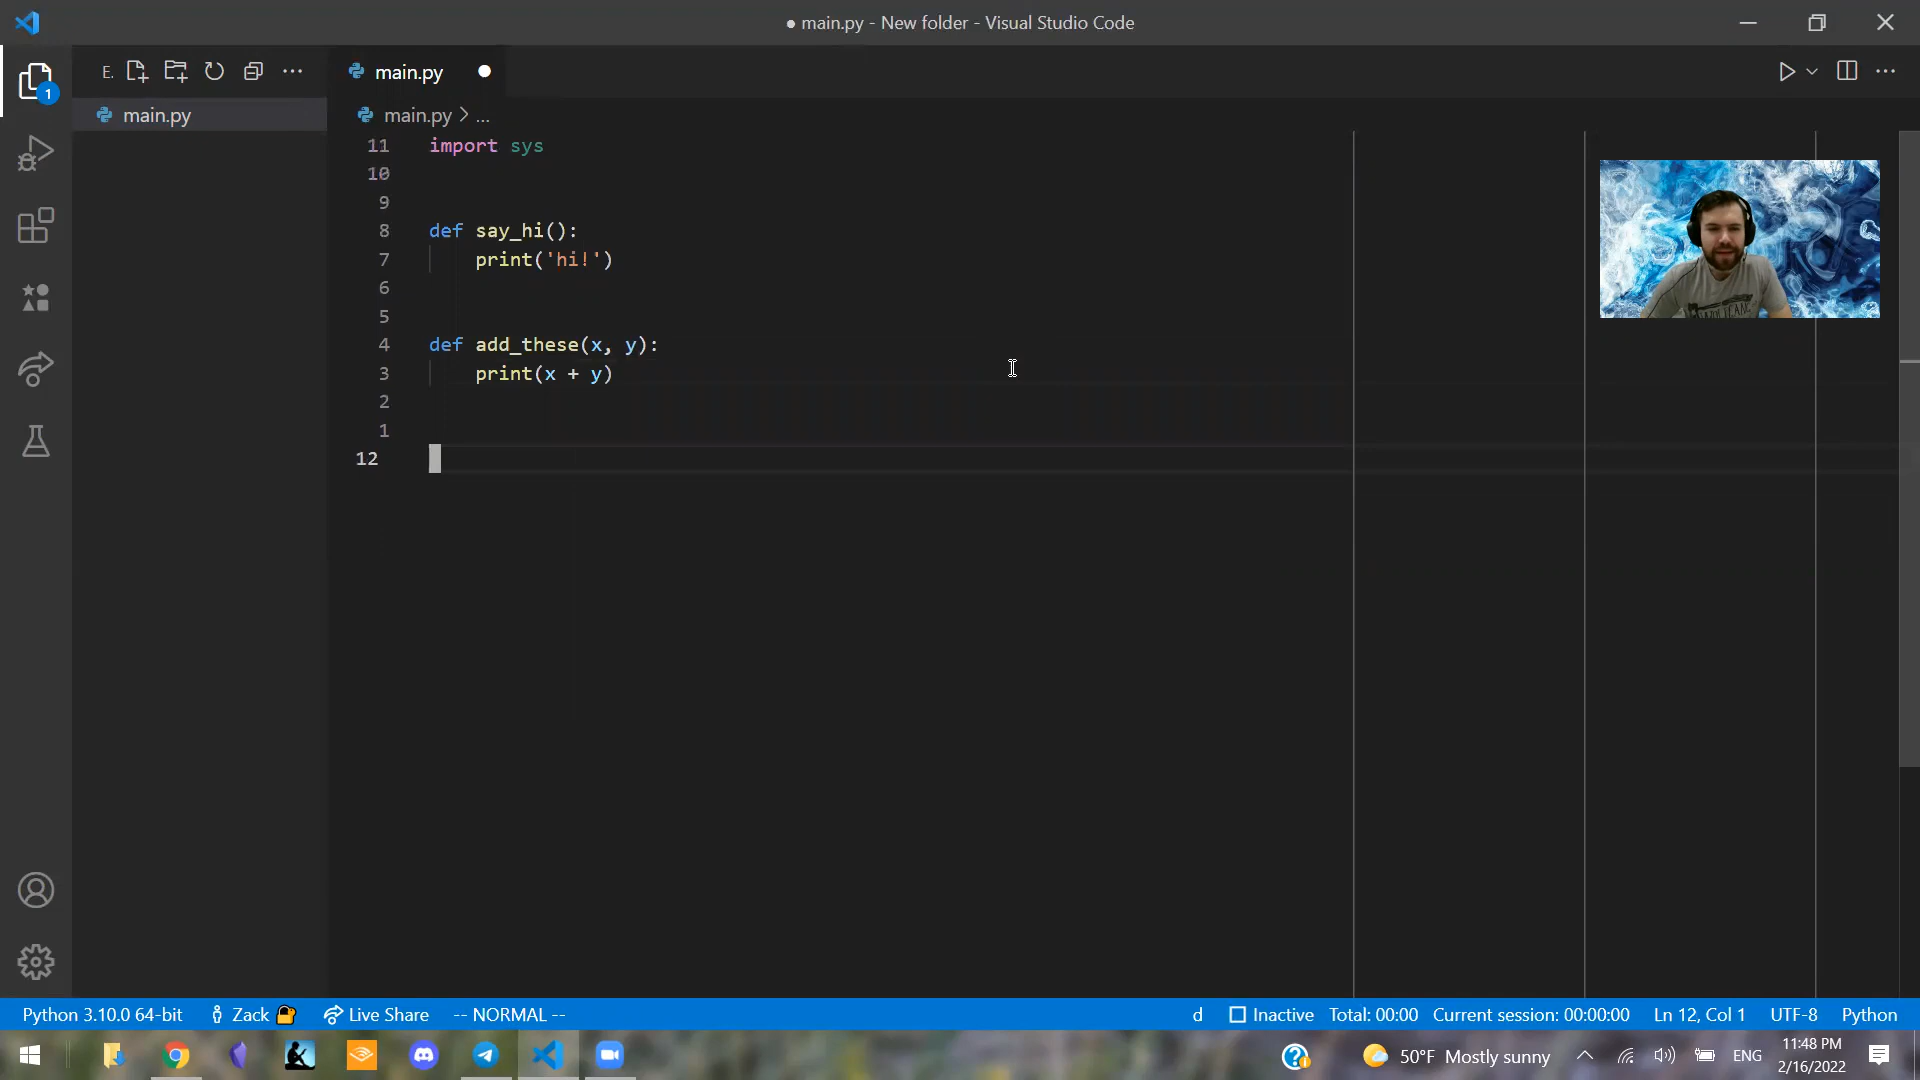 ● main.py - New folder - Visual Studio Code
E.
main.py
1
main.py
main.py > ...
11 import sys
10
9
8 def say_hi():
7 print('hi!')
6
5
4 def add_these(x, y):
3 print(x + y)
2
1
12
Python 3.10.0 64-bit Zack Live Share -- NORMAL -- d Inactive Total: 00:00 Current session: 00:00:00 Ln 12, Col 1 UTF-8 Python
50°F Mostly sunny ENG 11:48 PM
2/16/2022